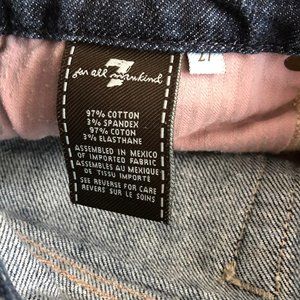 7
for all mankind
97% COTTON
3% SPANDEX
97% COTON
3% ELASTHANE
ASSEMBLED IN MEXICO
OF IMPORTED FABRIC
ASSEMBLÉS AU MEXIQUE
DE TISSU IMPORTÉ
SEE REVERSE FOR CARE
REVERS SUR LE SOINS
27